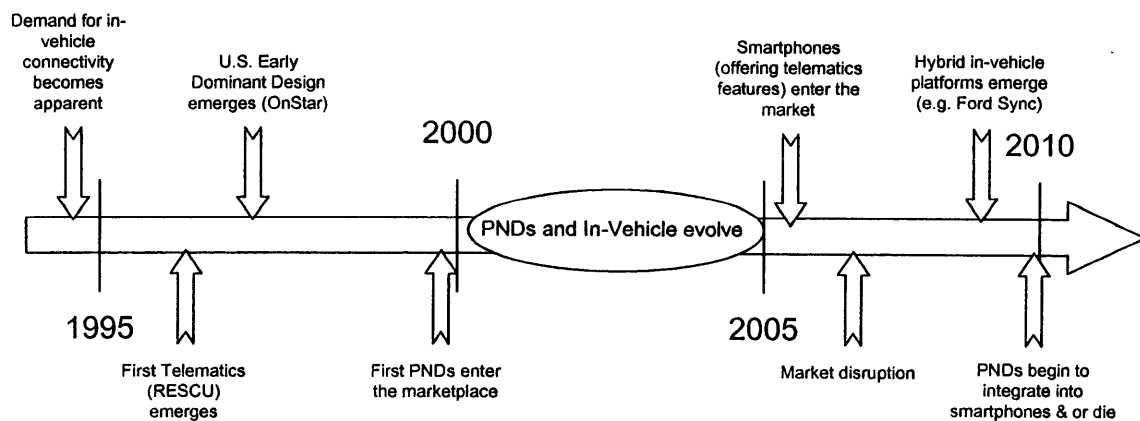 Demand for in-
vehicle
connectivity
becomes
apparent
U.S. Early
Dominant Design
emerges (OnStar)
Smartphones
(offering telematics
features) enter the
market
Hybrid in-vehicle
platforms emerge
(e.g. Ford Sync)
2000
2010
PNDs and In-Vehicle evolve
1995
2005
First Telematics
(RESCU)
emerges
First PNDs enter
the marketplace
Market disruption
PNDs begin to
integrate into
smartphones & or die